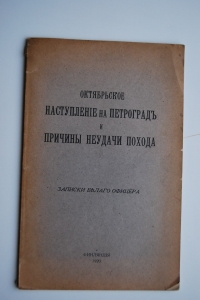 ОКТЯБРЬСКОЕ
НАСТУПЛЕНІЕ НА ПЕТРОГРАДЪ
И
ПРИЧИНЫ НЕУДАЧИ ПОХОДА
ЗАПИСКИ БѢЛАГО ОФИЦЕРА